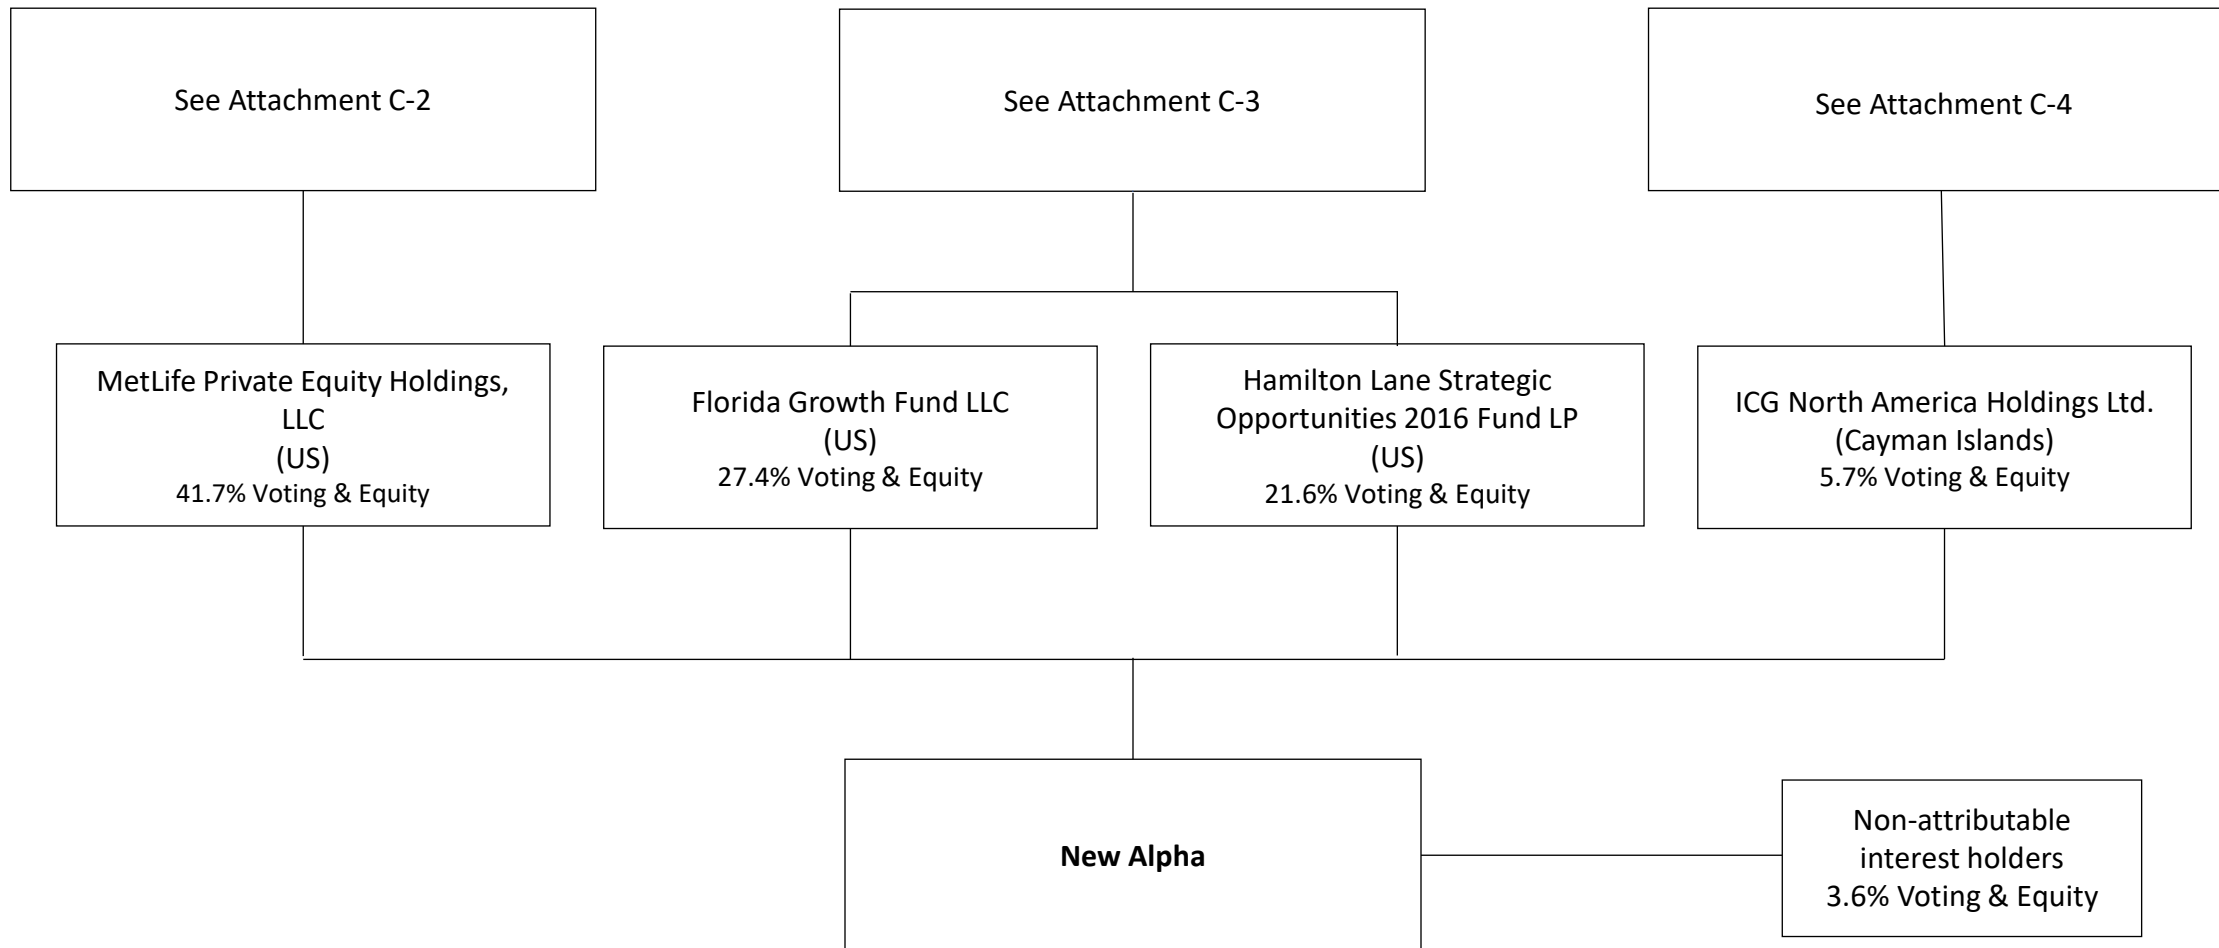 See Attachment C-2
See Attachment C-3
See Attachment C-4
MetLife Private Equity Holdings,
LLC
(US)
41.7% Voting & Equity
Florida Growth Fund LLC
(US)
27.4% Voting & Equity
Hamilton Lane Strategic
Opportunities 2016 Fund LP
(US)
21.6% Voting & Equity
ICG North America Holdings Ltd.
(Cayman Islands)
5.7% Voting & Equity
New Alpha
Non-attributable
interest holders
3.6% Voting & Equity